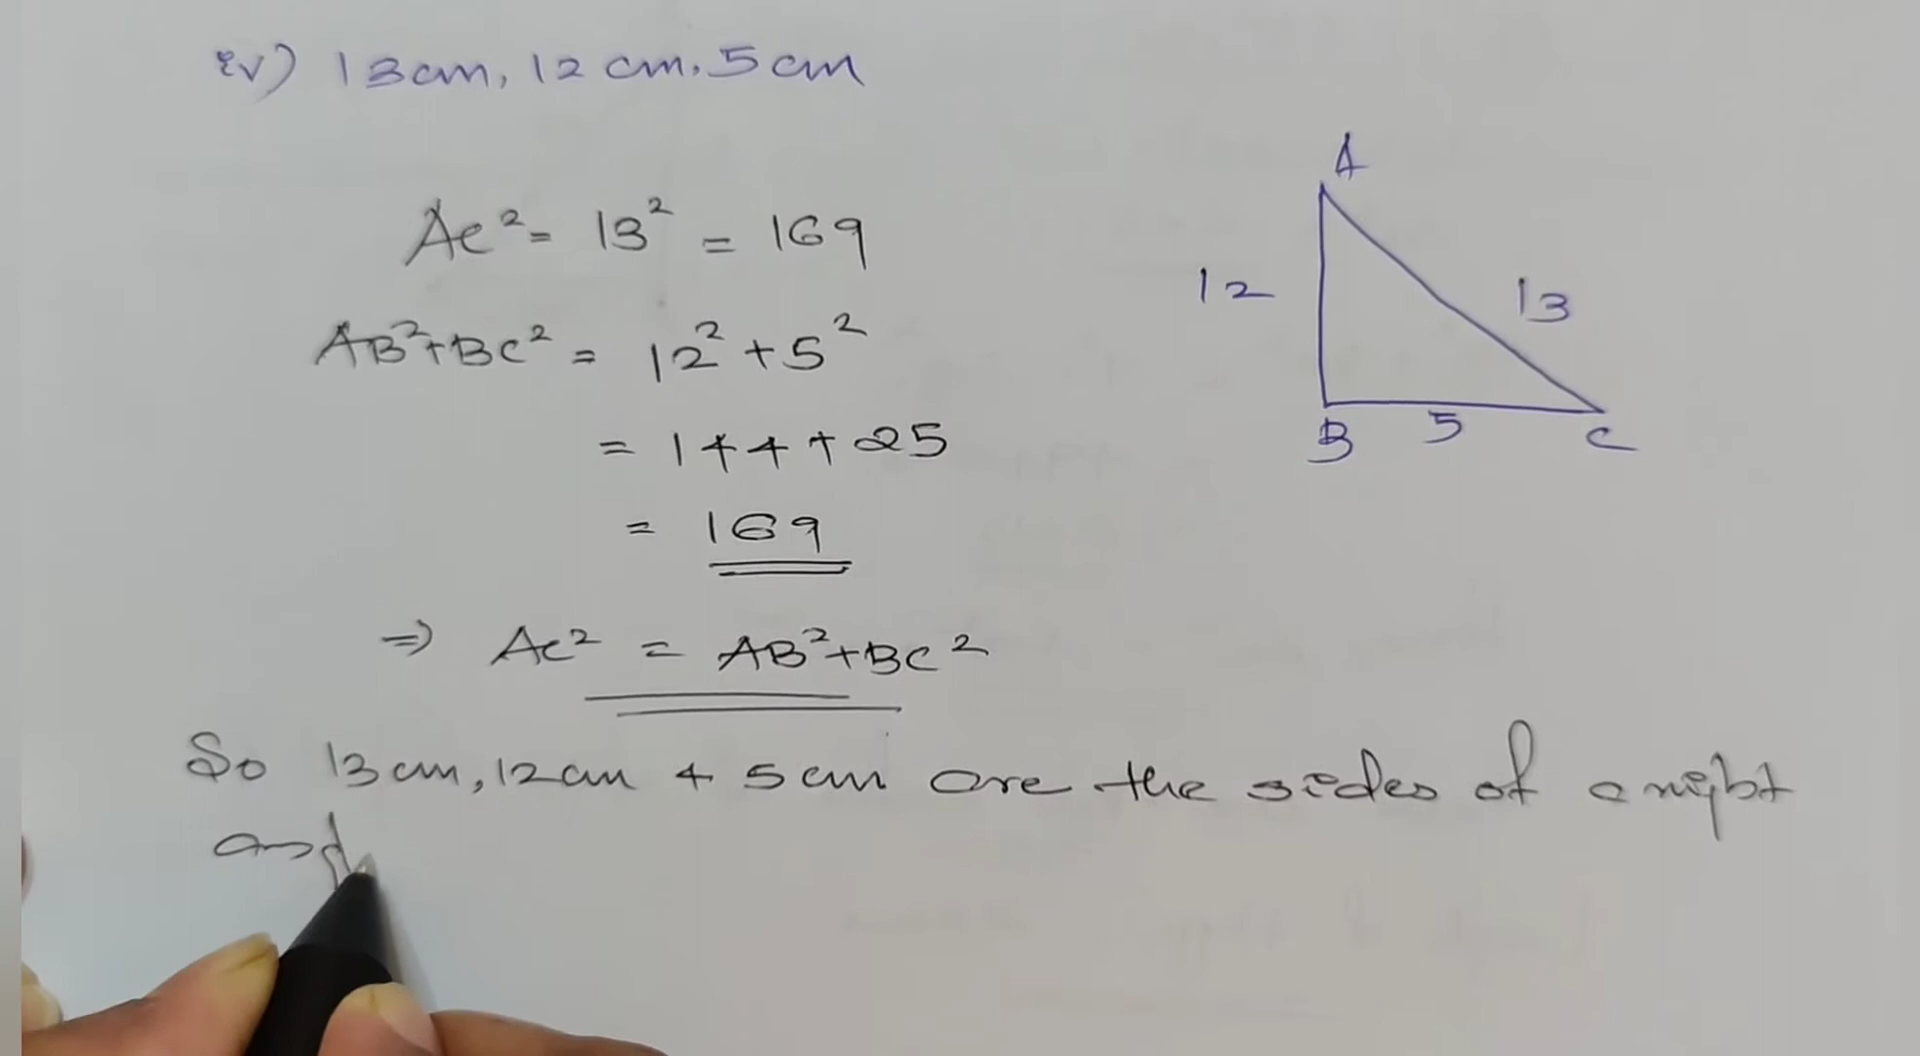 iv) 13cm, 12 cm, 5 cm
AC² = 13² = 169
AB²+BC² = 12² + 5²
= 144 + 25
= 169
⇒ AC² = AB²+BC²
So 13cm, 12cm & 5cm are the sides of a right
A
12
13
B
5
C